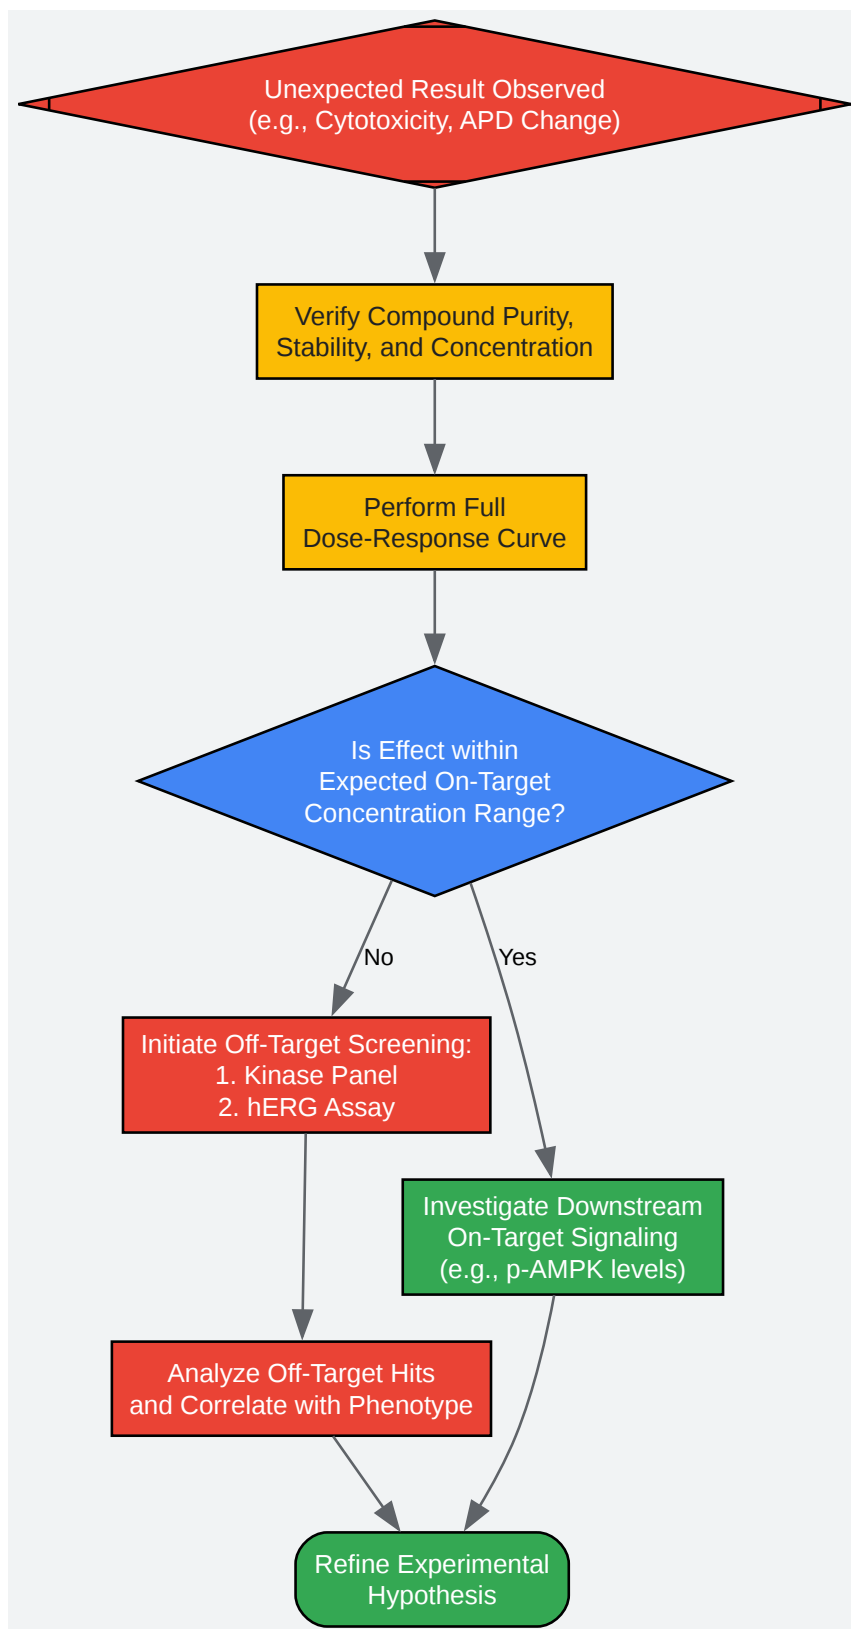 Unexpected Result Observed
(e.g., Cytotoxicity, APD Change)
Verify Compound Purity,
Stability, and Concentration
Perform Full
Dose-Response Curve
Is Effect within
Expected On-Target
Concentration Range?
No
Yes
Initiate Off-Target Screening:
1. Kinase Panel
2. hERG Assay
Investigate Downstream
On-Target Signaling
(e.g., p-AMPK levels)
Analyze Off-Target Hits
and Correlate with Phenotype
Refine Experimental
Hypothesis